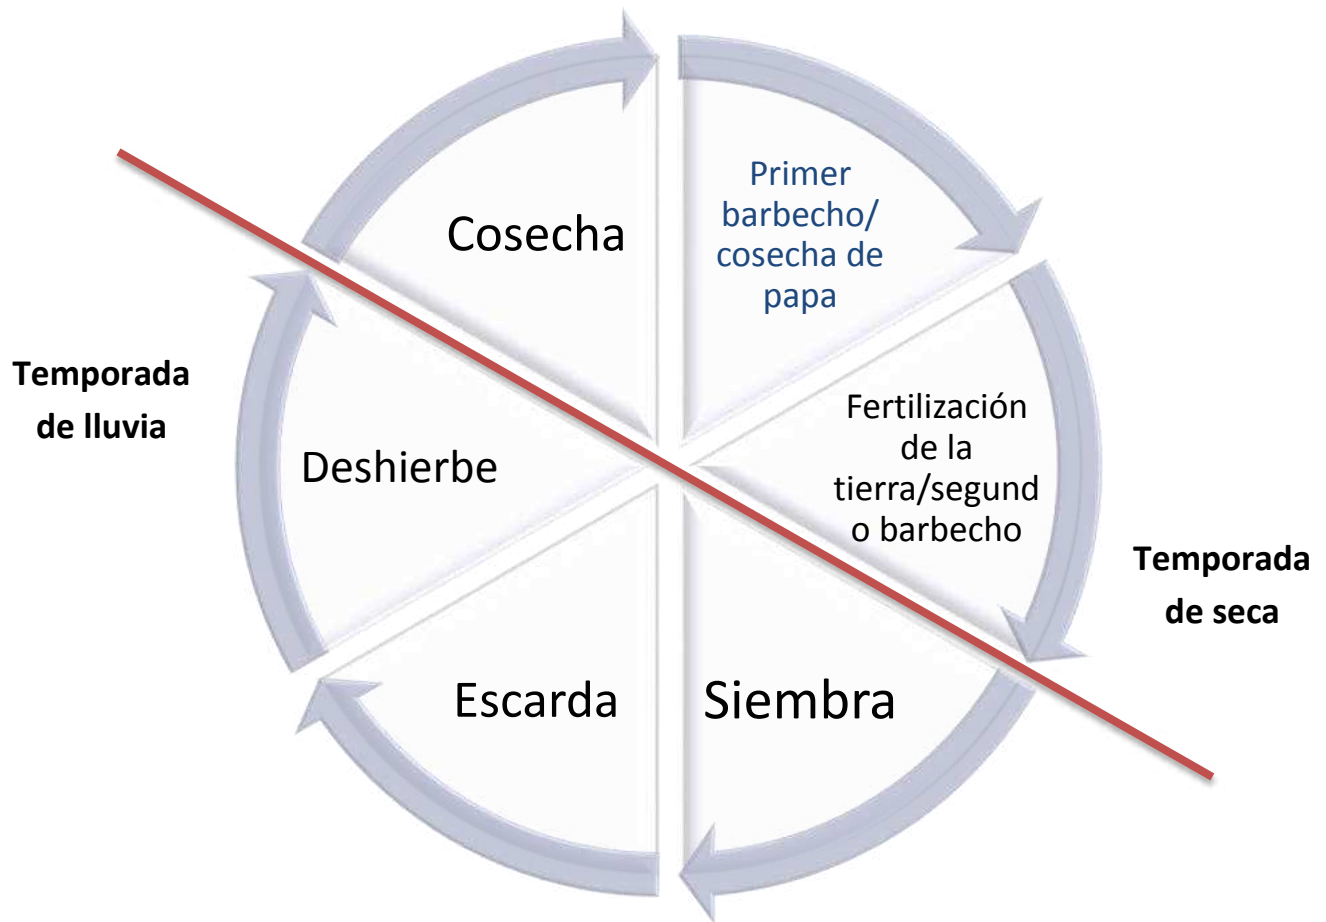 Cosecha
Primer
barbecho/
cosecha de
papa
Temporada
de lluvia
Deshierbe
Fertilización
de la
tierra/segund
o barbecho
Temporada
de seca
Escarda
Siembra